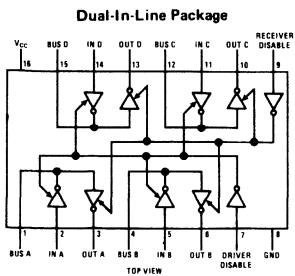 Dual-In-Line Package
RECEIVER
VCC BUS D IN D OUT D BUS C IN C OUT C DISABLE
16 15 14 13 12 11 10 9
1 2 3 4 5 6 7 8
BUS A IN A OUT A BUS B IN B OUT B DRIVER GND
DISABLE
TOP VIEW